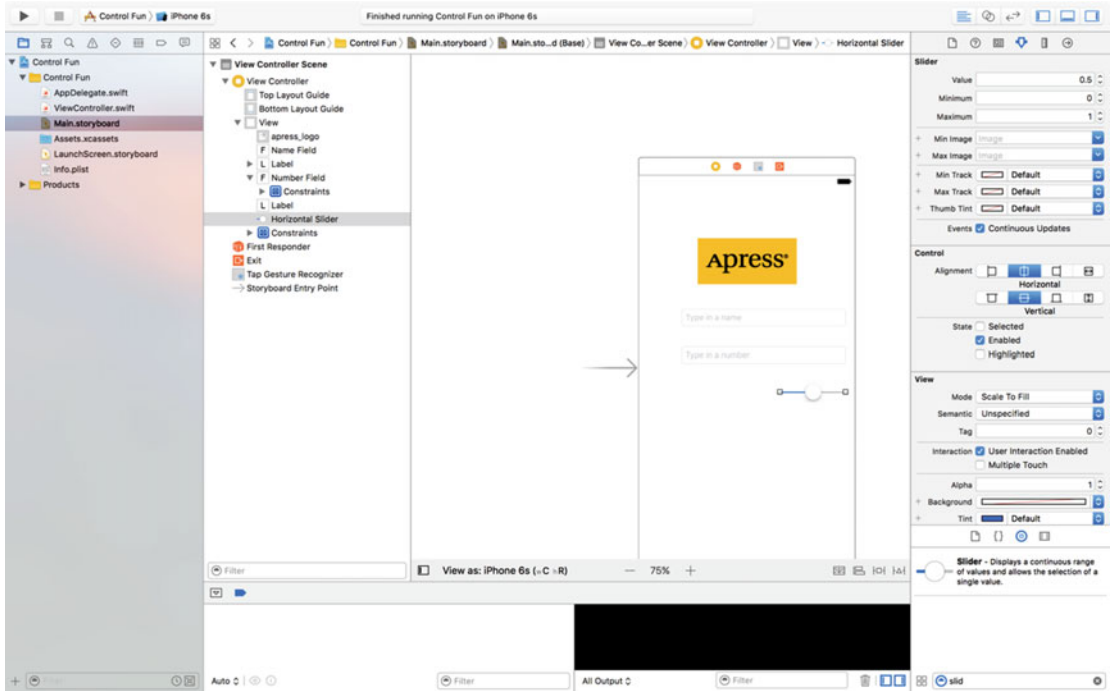 Control Fun
iPhone 6s
Finished running Control Fun on iPhone 6s
Control Fun
Control Fun
Main.storyboard
Main.sto...d (Base)
View Co...er Scene)
View Controller
View
Horizontal Slider
Control Fun
Control Fun
AppDelegate.swift
ViewController.swift
Main.storyboard
Assets.xcassets
LaunchScreen.storyboard
Info.plist
Products
Filter
View Controller Scene
View Controller
Top Layout Guide
Bottom Layout Guide
View
apress_logo
F Name Field
L Label
F Number Field
Constraints
L Label
Horizontal Slider
Constraints
First Responder
Exit
Tap Gesture Recognizer
Storyboard Entry Point
Filter
Apress®
Type in a name
Type in a number
View as: iPhone 6s (wC hR)
75%
Auto
Filter
All Output
Filter
Slider
Value 0.5
Minimum 0
Maximum 1
Min Image Image
Max Image Image
Min Track Default
Max Track Default
Thumb Tint Default
Events Continuous Updates
Control
Alignment
Horizontal
Vertical
State Selected
Enabled
Highlighted
View
Mode Scale To Fill
Semantic Unspecified
Tag 0
Interaction User Interaction Enabled
Multiple Touch
Alpha 1
Background
Tint Default
Slider - Displays a continuous range
of values and allows the selection of a
single value.
slid